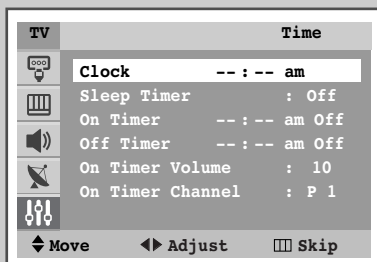 TV Time
Clock --:-- am
Sleep Timer : Off
On Timer --:-- am Off
Off Timer --:-- am Off
On Timer Volume : 10
On Timer Channel : P 1
Move Adjust Skip